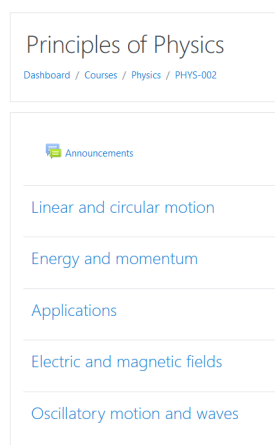 Principles of Physics
Dashboard / Courses / Physics / PHYS-002
Announcements
Linear and circular motion
Energy and momentum
Applications
Electric and magnetic fields
Oscillatory motion and waves